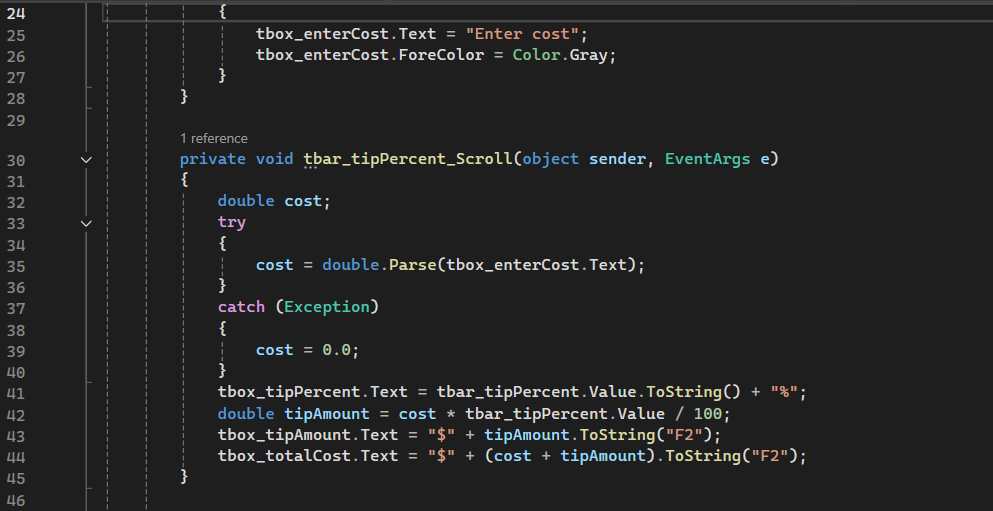 24 {
25 tbox_enterCost.Text = "Enter cost";
26 tbox_enterCost.ForeColor = Color.Gray;
27 }
28 }
29
1 reference
30 private void tbar_tipPercent_Scroll(object sender, EventArgs e)
31 {
32 double cost;
33 try
34 {
35 cost = double.Parse(tbox_enterCost.Text);
36 }
37 catch (Exception)
38 {
39 cost = 0.0;
40 }
41 tbox_tipPercent.Text = tbar_tipPercent.Value.ToString() + "%";
42 double tipAmount = cost * tbar_tipPercent.Value / 100;
43 tbox_tipAmount.Text = "$" + tipAmount.ToString("F2");
44 tbox_totalCost.Text = "$" + (cost + tipAmount).ToString("F2");
45 }
46